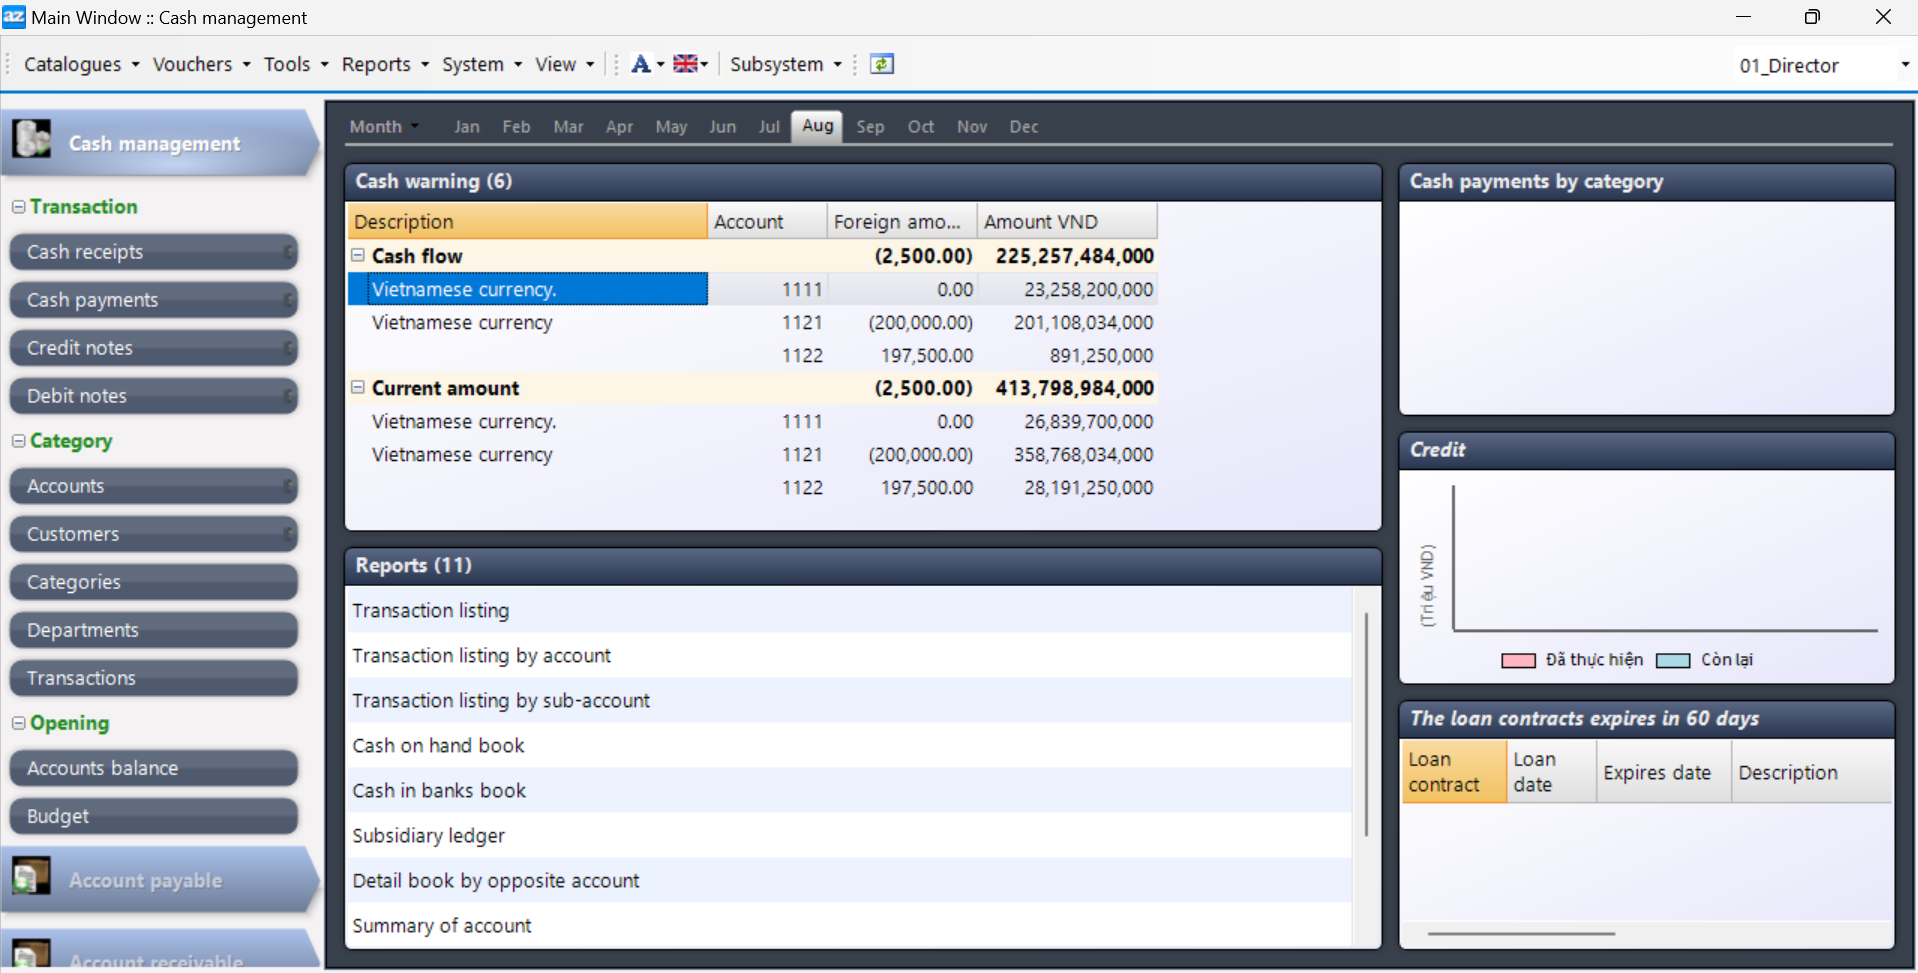 az Main Window :: Cash management
Catalogues Vouchers Tools Reports System View A Subsystem 01_Director
Cash management
Transaction
Cash receipts
Cash payments
Credit notes
Debit notes
Category
Accounts
Customers
Categories
Departments
Transactions
Opening
Accounts balance
Budget
Account payable
Account receivable
Month Jan Feb Mar Apr May Jun Jul Aug Sep Oct Nov Dec
Cash warning (6)
Description Account Foreign amo... Amount VND
Cash flow (2,500.00) 225,257,484,000
Vietnamese currency. 1111 0.00 23,258,200,000
Vietnamese currency 1121 (200,000.00) 201,108,034,000
1122 197,500.00 891,250,000
Current amount (2,500.00) 413,798,984,000
Vietnamese currency. 1111 0.00 26,839,700,000
Vietnamese currency 1121 (200,000.00) 358,768,034,000
1122 197,500.00 28,191,250,000
Reports (11)
Transaction listing
Transaction listing by account
Transaction listing by sub-account
Cash on hand book
Cash in banks book
Subsidiary ledger
Detail book by opposite account
Summary of account
Cash payments by category
Credit
(Triệu VND)
Đã thực hiện Còn lại
The loan contracts expires in 60 days
Loan contract Loan date Expires date Description